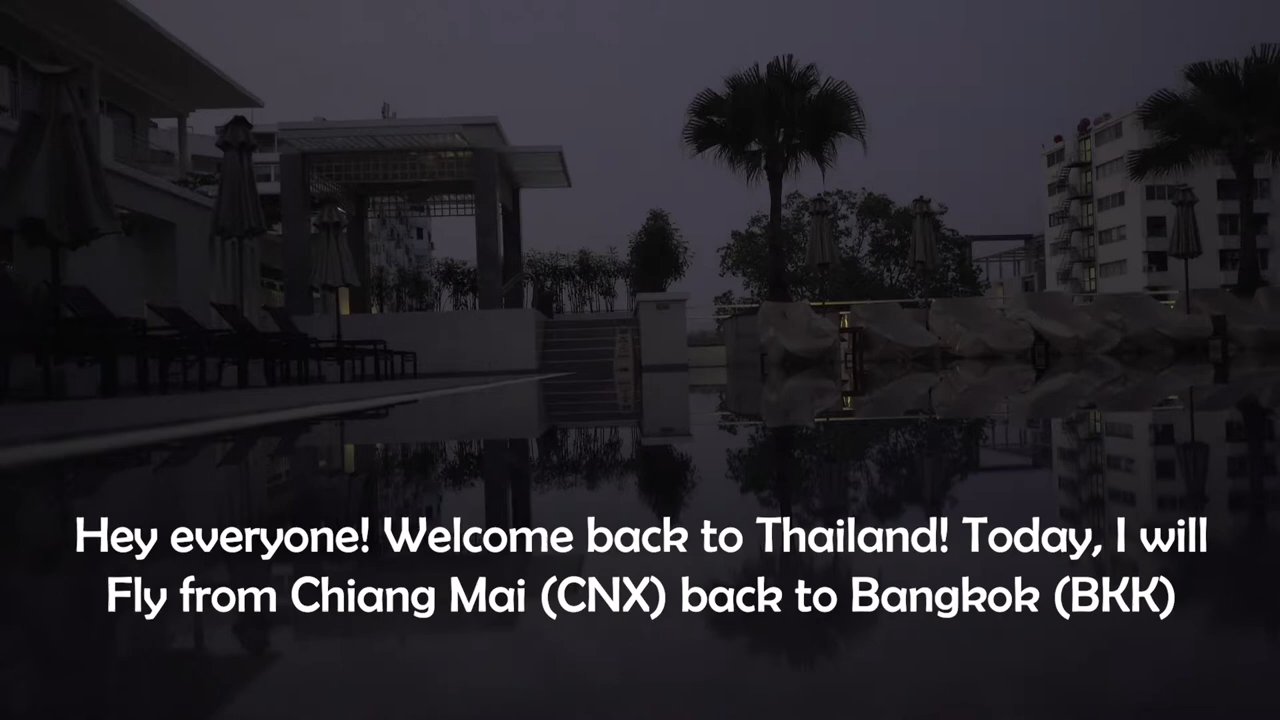 Hey everyone! Welcome back to Thailand! Today, I will
Fly from Chiang Mai (CNX) back to Bangkok (BKK)